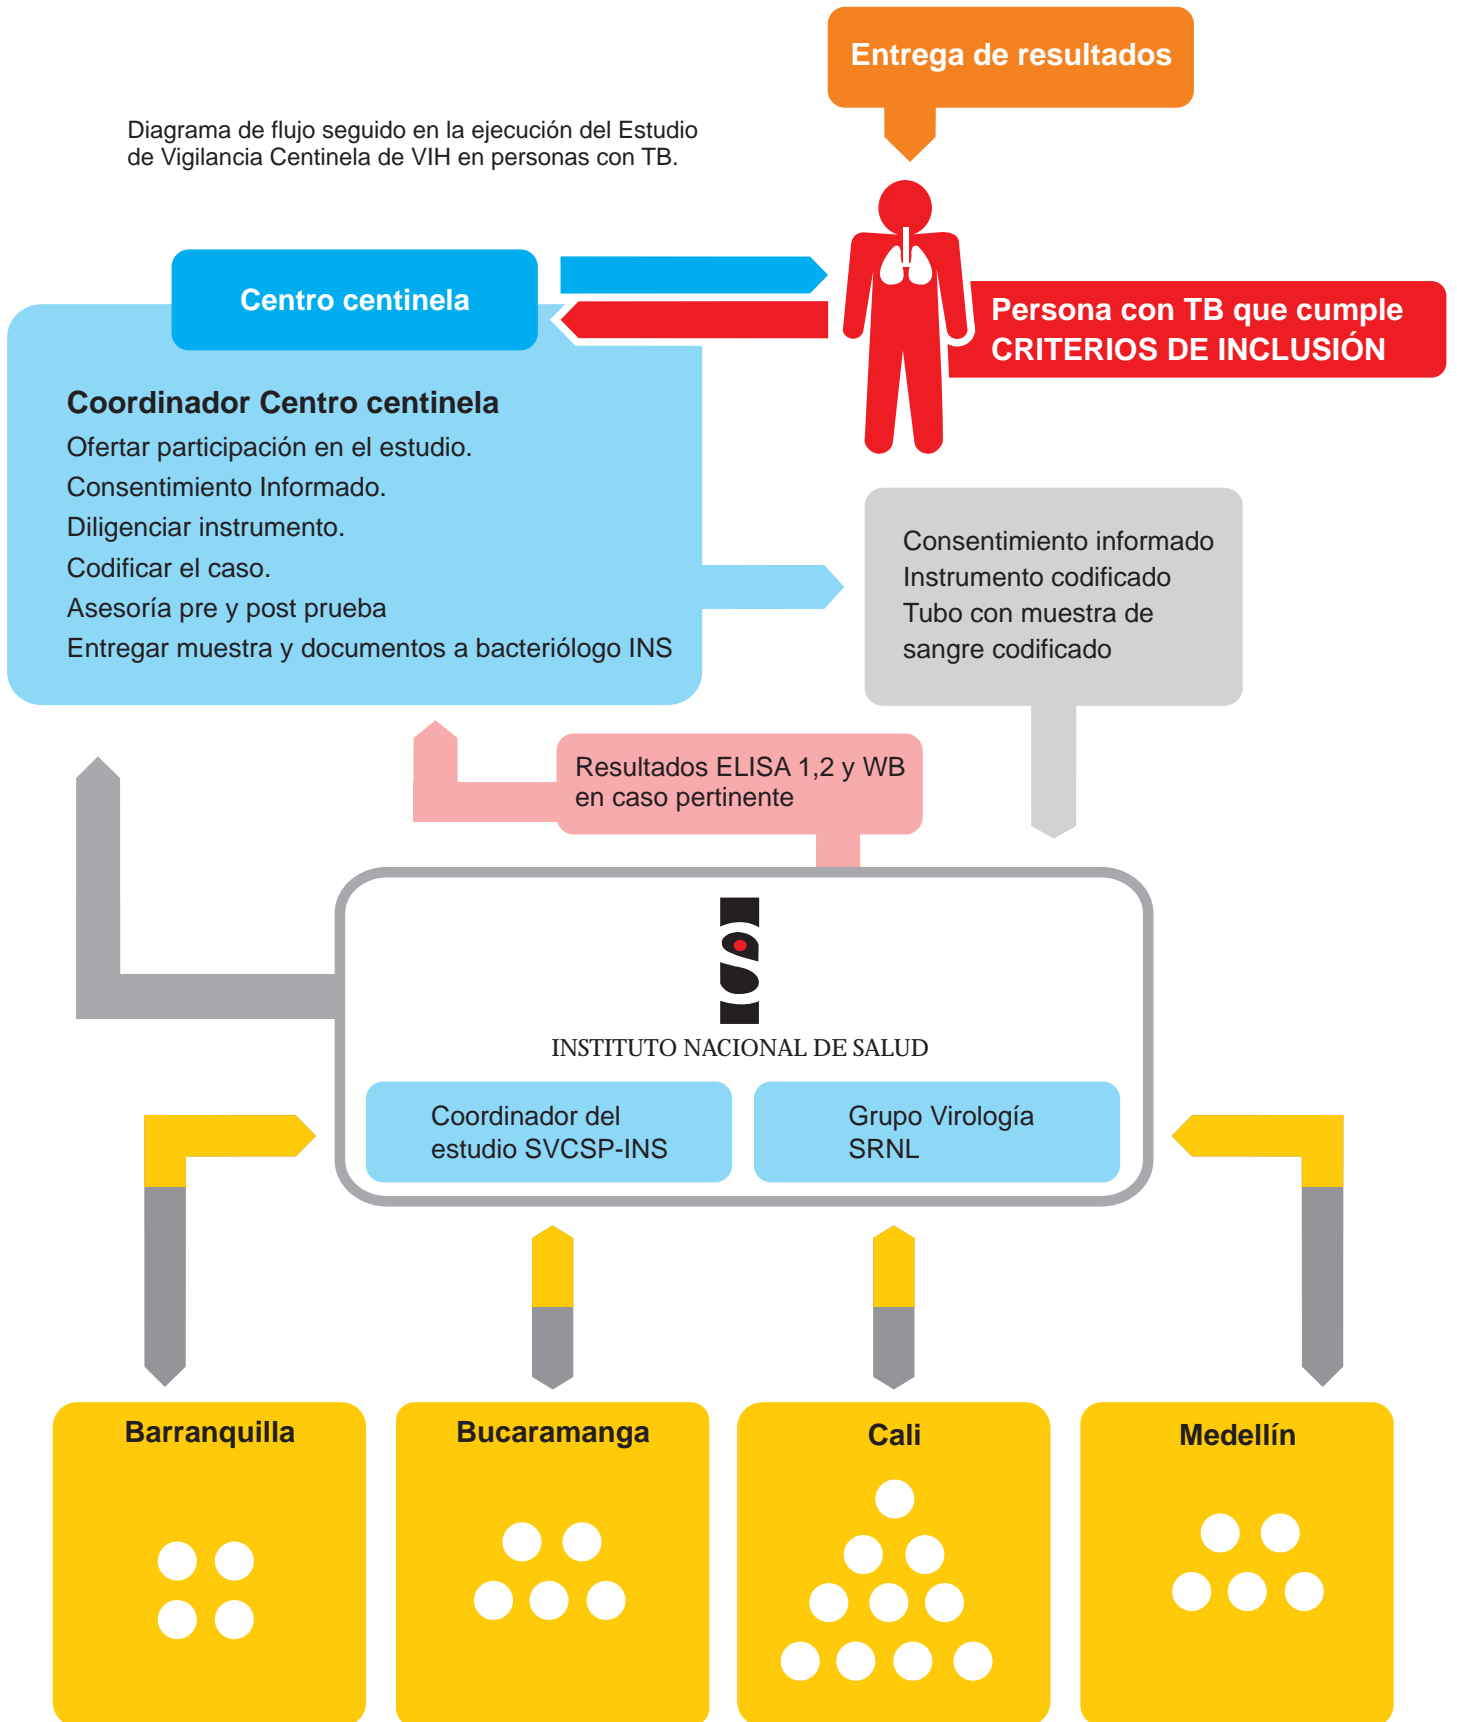 Entrega de resultados
Diagrama de flujo seguido en la ejecución del Estudio
de Vigilancia Centinela de VIH en personas con TB.
Centro centinela
Persona con TB que cumple
CRITERIOS DE INCLUSIÓN
Coordinador Centro centinela
Ofertar participación en el estudio.
Consentimiento Informado.
Diligenciar instrumento.
Codificar el caso.
Asesoría pre y post prueba
Entregar muestra y documentos a bacteriólogo INS
Consentimiento informado
Instrumento codificado
Tubo con muestra de
sangre codificado
Resultados ELISA 1,2 y WB
en caso pertinente
INSTITUTO NACIONAL DE SALUD
Coordinador del
estudio SVCSP-INS
Grupo Virología
SRNL
Barranquilla
Bucaramanga
Cali
Medellín